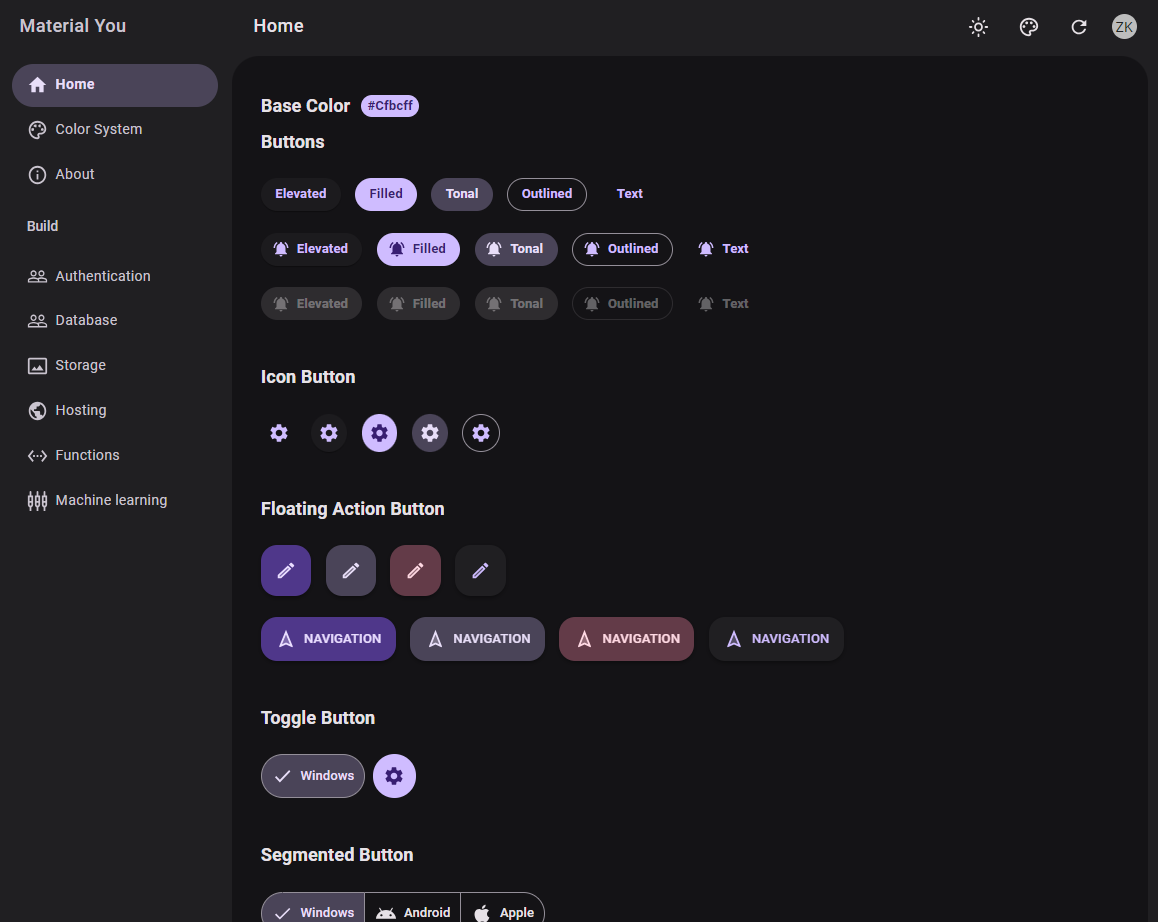 Material You
Home
ZK
Home
Color System
About
Build
Authentication
Database
Storage
Hosting
Functions
Machine learning
Base Color #Cfbcff
Buttons
Elevated Filled Tonal Outlined Text
Elevated Filled Tonal Outlined Text
Elevated Filled Tonal Outlined Text
Icon Button
Floating Action Button
NAVIGATION NAVIGATION NAVIGATION NAVIGATION
Toggle Button
Windows
Segmented Button
Windows Android Apple